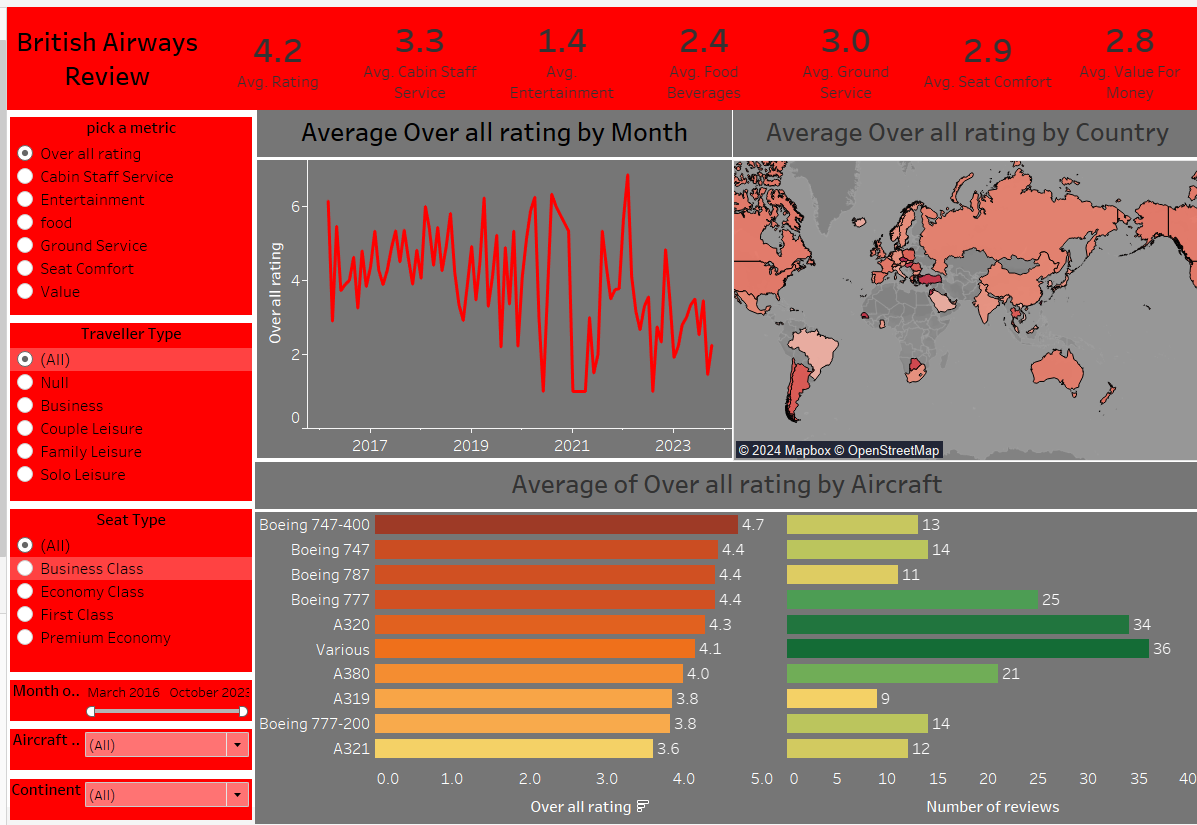 British Airways
Review
4.2
Avg. Rating
3.3
Avg. Cabin Staff
Service
1.4
Avg.
Entertainment
2.4
Avg. Food
Beverages
3.0
Avg. Ground
Service
2.9
Avg. Seat Comfort
2.8
Avg. Value For
Money
pick a metric
Over all rating
Cabin Staff Service
Entertainment
food
Ground Service
Seat Comfort
Value
Traveller Type
(All)
Null
Business
Couple Leisure
Family Leisure
Solo Leisure
Seat Type
(All)
Business Class
Economy Class
First Class
Premium Economy
Month o.. March 2016 October 2023
Aircraft .. (All)
Continent (All)
Average Over all rating by Month
Over all rating
6
4
2
0
2017 2019 2021 2023
Average Over all rating by Country
© 2024 Mapbox © OpenStreetMap
Average of Over all rating by Aircraft
Boeing 747-400 4.7 13
Boeing 747 4.4 14
Boeing 787 4.4 11
Boeing 777 4.4 25
A320 4.3 34
Various 4.1 36
A380 4.0 21
A319 3.8 9
Boeing 777-200 3.8 14
A321 3.6 12
0.0 1.0 2.0 3.0 4.0 5.0 0 5 10 15 20 25 30 35 40
Over all rating Number of reviews